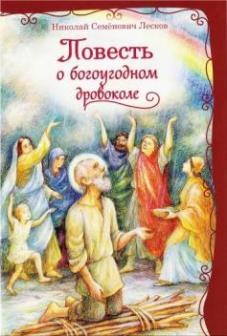 Николай Семёнович Лесков
Повесть
о богоугодном
дровоколе